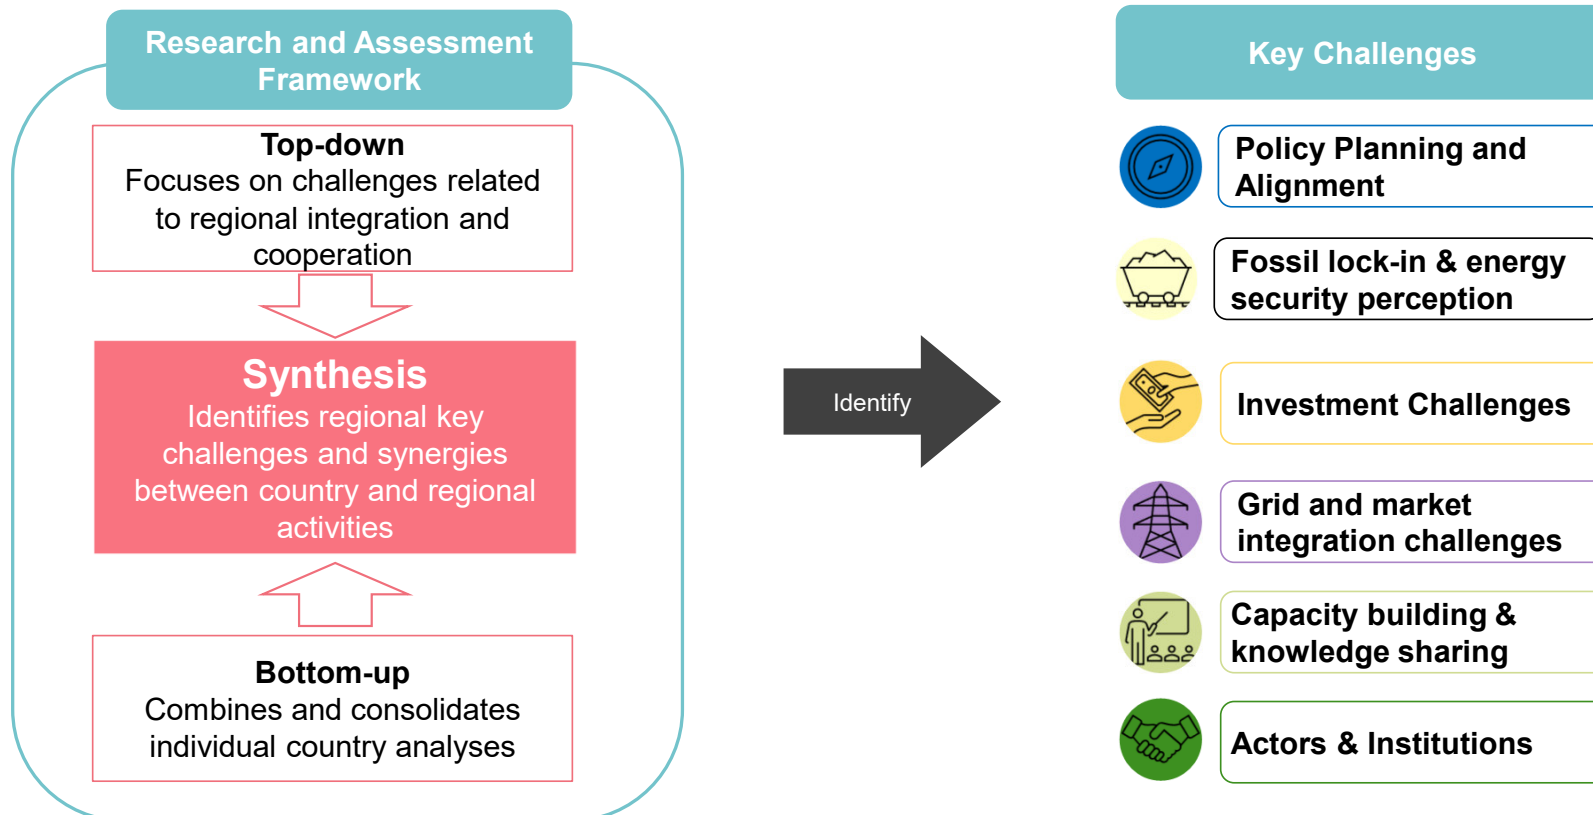 Research and Assessment
Framework
Top-down
Focuses on challenges related
to regional integration and
cooperation
Synthesis
Identifies regional key
challenges and synergies
between country and regional
activities
Bottom-up
Combines and consolidates
individual country analyses
Identify
Key Challenges
Policy Planning and
Alignment
Fossil lock-in & energy
security perception
Investment Challenges
Grid and market
integration challenges
Capacity building &
knowledge sharing
Actors & Institutions